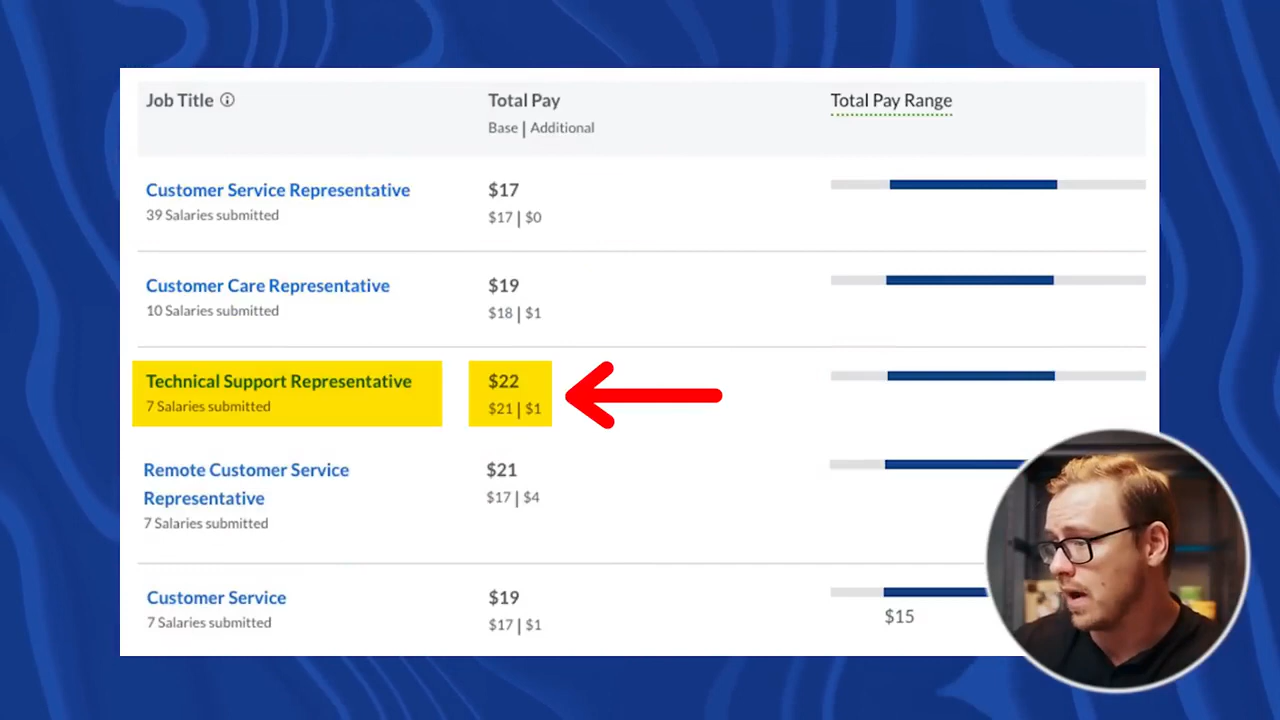 Job Title ⓘ
Total Pay
Total Pay Range
Base | Additional
Customer Service Representative
$17
39 Salaries submitted
$17 | $0
Customer Care Representative
$19
10 Salaries submitted
$18 | $1
Technical Support Representative
$22
7 Salaries submitted
$21 | $1
Remote Customer Service
Representative
$21
7 Salaries submitted
$17 | $4
Customer Service
$19
7 Salaries submitted
$17 | $1
$15